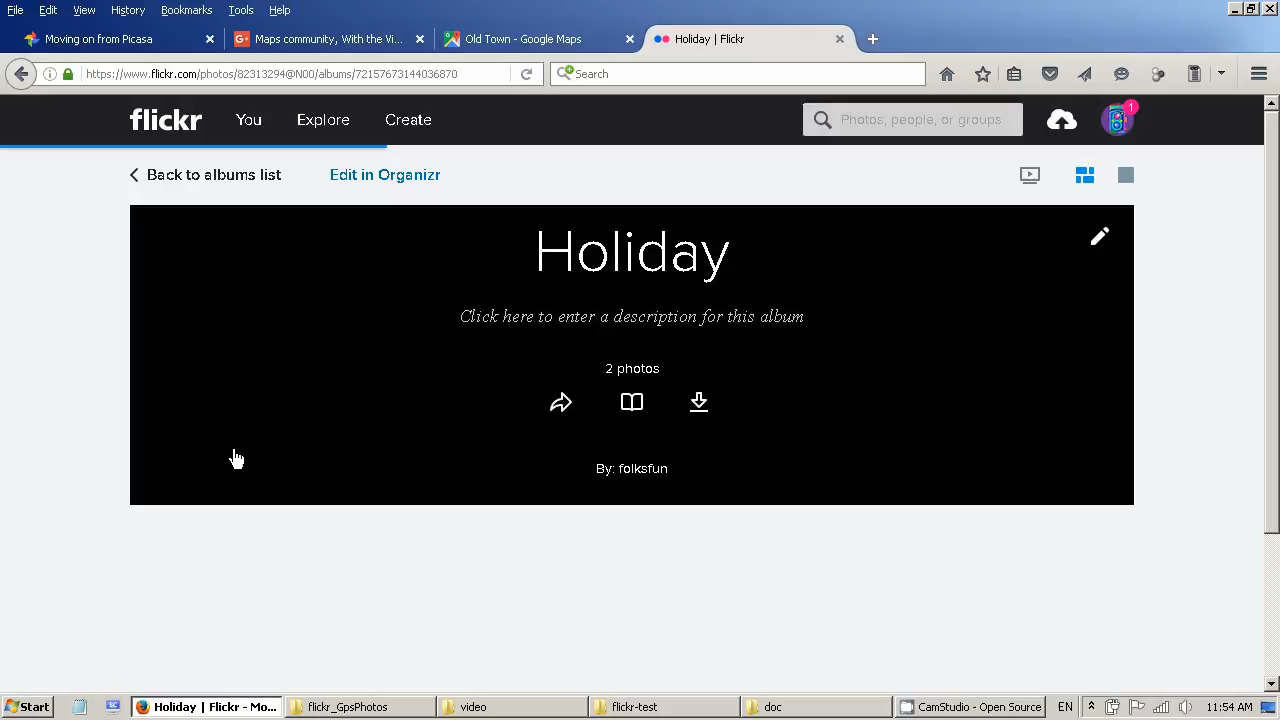 File Edit View History Bookmarks Tools Help
Moving on from Picasa
Maps community, With the Vi...
Old Town - Google Maps
Holiday | Flickr
https://www.flickr.com/photos/82313294@N00/albums/72157673144036870
Search
flickr You Explore Create
Photos, people, or groups
1
Back to albums list
Edit in Organizr
Holiday
Click here to enter a description for this album
2 photos
By: folksfun
Start
Holiday | Flickr - Mo...
flickr_GpsPhotos
video
flickr-test
doc
CamStudio - Open Source
EN
11:54 AM